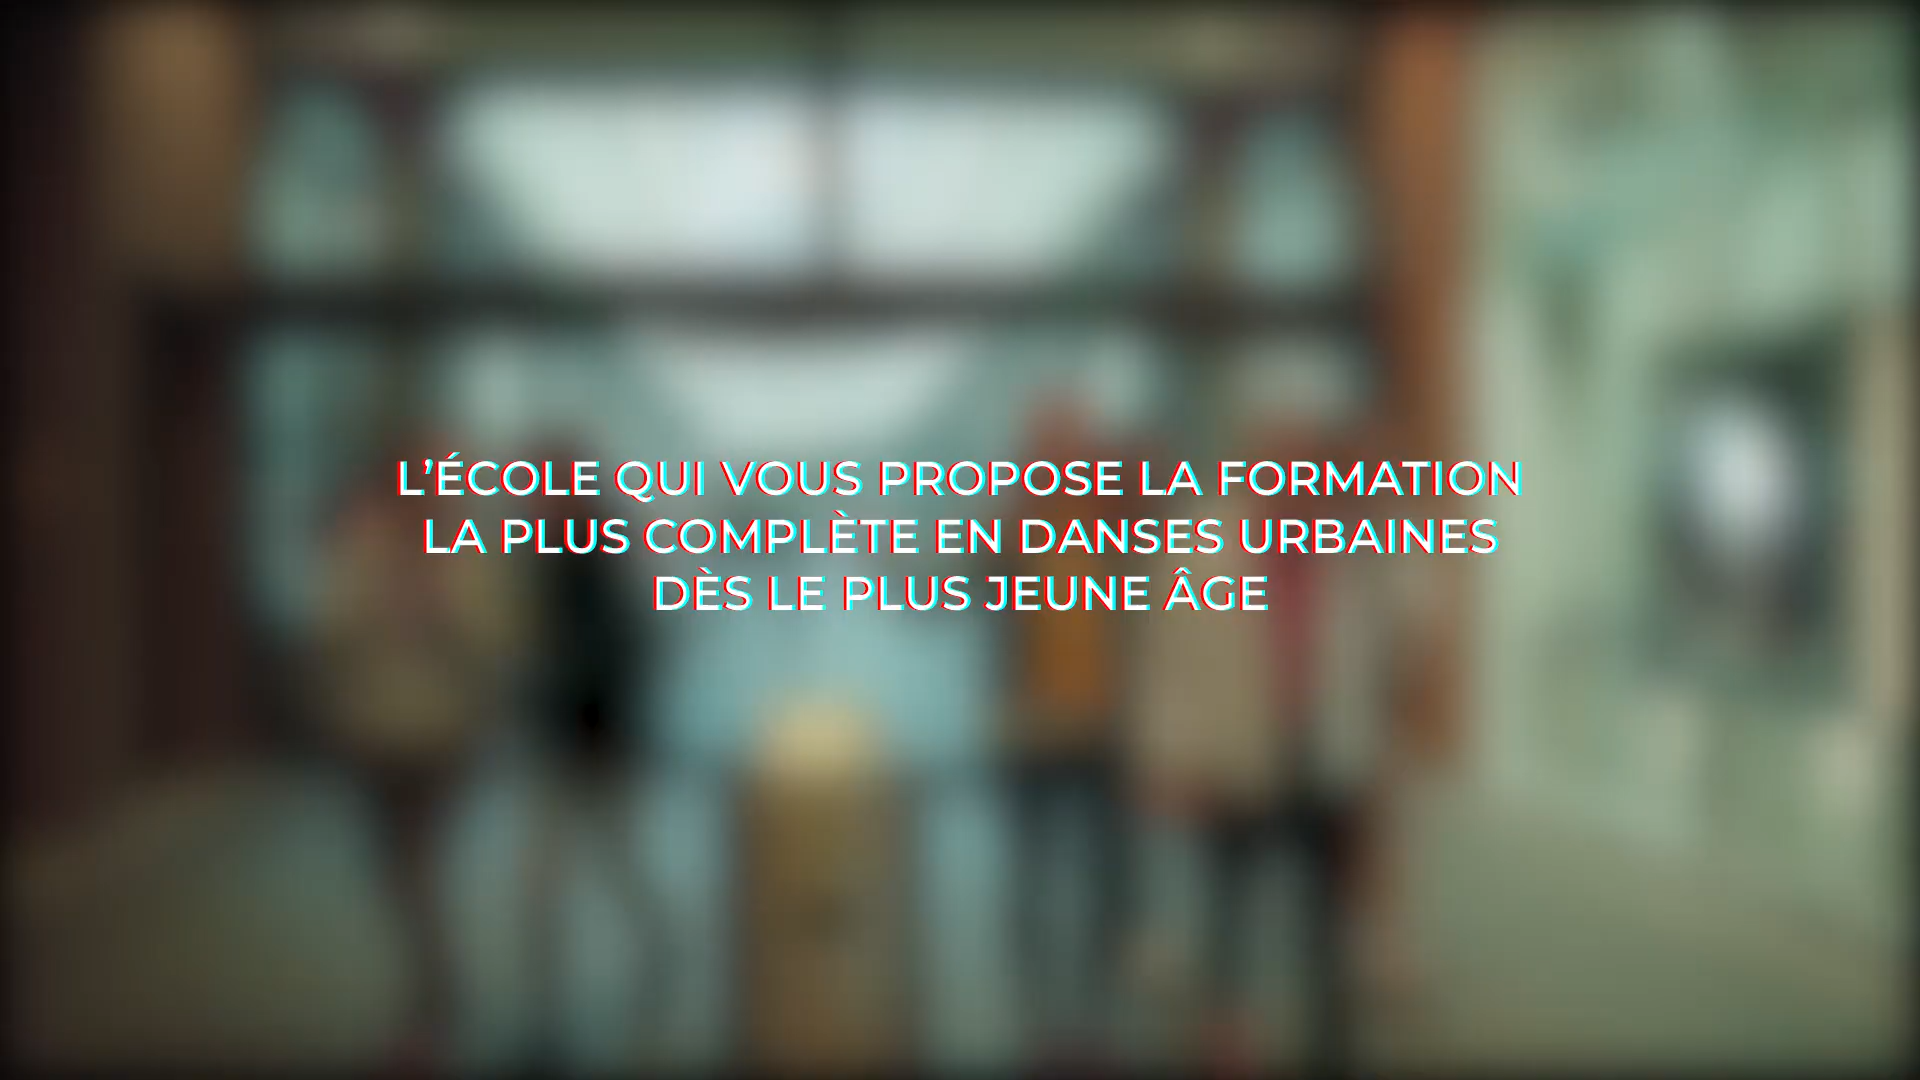 L’ÉCOLE QUI VOUS PROPOSE LA FORMATION
LA PLUS COMPLÈTE EN DANSES URBAINES
DÈS LE PLUS JEUNE ÂGE